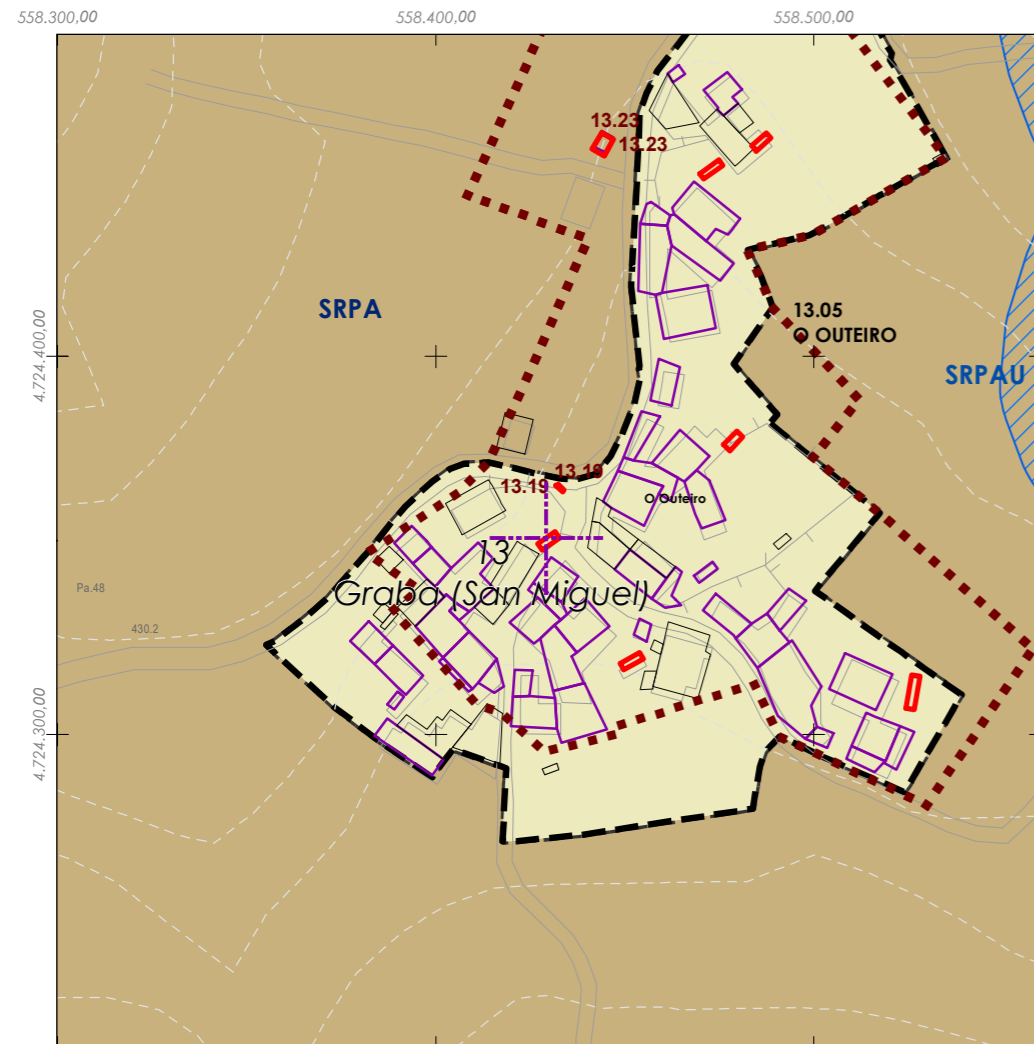 558.300,00
558.400,00
558.500,00
13.23
13.23
SRPA
13.05
O OUTEIRO
4.724.400,00
SRPAU
13.19
13.19
O Outeiro
13
Graba (San Miguel)
Pa.48
430.2
4.724.300,00